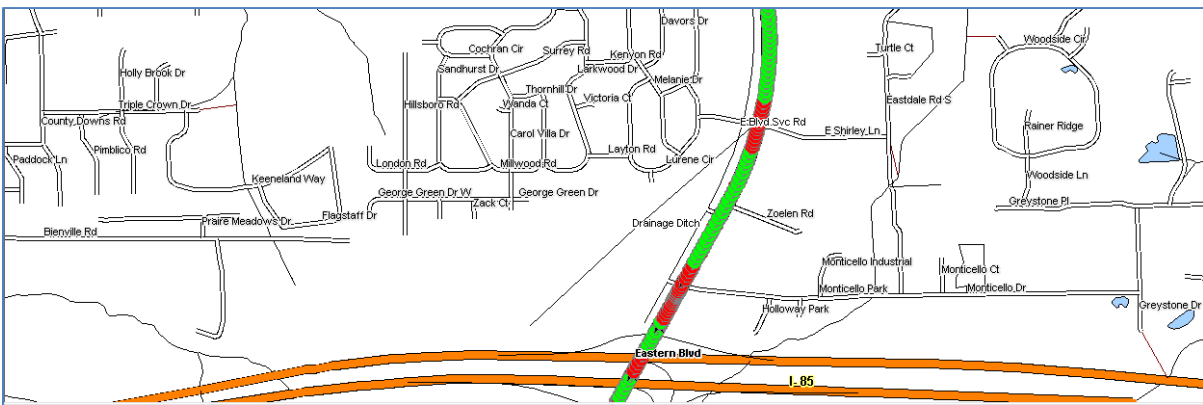 Davors Dr
Woodside Cir
Cochran Cir
Surrey Rd
Kenyon Rd
Turtle Ct
Holly Brook Dr
Sandhurst Dr
Larkwood Dr
Melanie Dr
Thornhill Dr
Triple Crown Dr
Hillsboro Rd
Wanda Ct
Victoria Ct
Eastdale Rd S
County Downs Rd
E Blvd Svc Rd
E Shirley Ln
Rainer Ridge
Carol Villa Dr
Pimblico Rd
Layton Rd
Paddock Ln
London Rd
Millwood Rd
Lurene Cir
Keeneland Way
Woodside Ln
George Green Dr W
George Green Dr
Zack Ct
Greystone Pl
Flagstaff Dr
Zoelen Rd
Prarie Meadows Dr
Drainage Ditch
Bienville Rd
Monticello Industrial
Monticello Ct
Monticello Park
Monticello Dr
Holloway Park
Greystone Dr
Eastern Blvd
I- 85